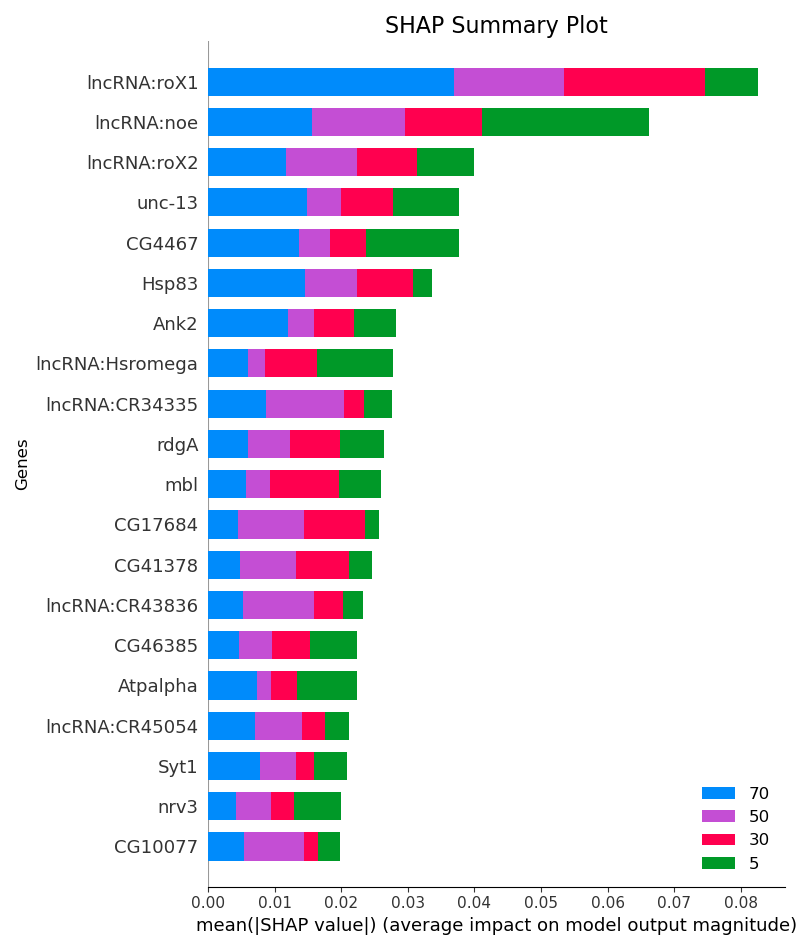 SHAP Summary Plot
Genes
lncRNA:roX1
lncRNA:noe
lncRNA:roX2
unc-13
CG4467
Hsp83
Ank2
lncRNA:Hsromega
lncRNA:CR34335
rdgA
mbl
CG17684
CG41378
lncRNA:CR43836
CG46385
Atpalpha
lncRNA:CR45054
Syt1
nrv3
CG10077
70
50
30
5
0.00 0.01 0.02 0.03 0.04 0.05 0.06 0.07 0.08
mean(|SHAP value|) (average impact on model output magnitude)